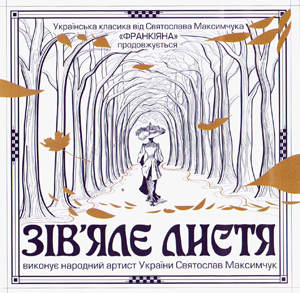 Українська класика від Святослава Максимчука
«ФРАНКІЯНА»
продовжується
ЗІВ'ЯЛЕ ЛИСТЯ
виконує народний артист України Святослав Максимчук